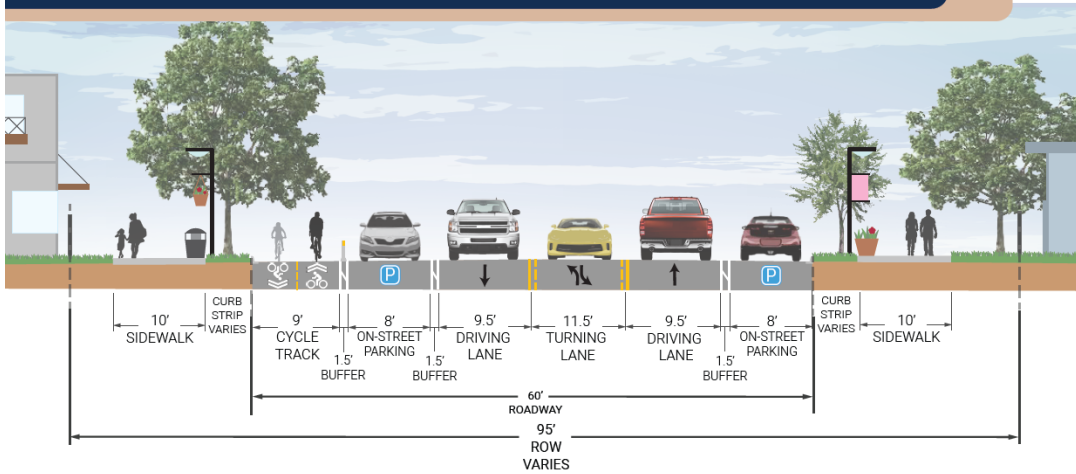 P
P
10'
SIDEWALK
CURB
STRIP
VARIES
9'
CYCLE
TRACK
1.5'
BUFFER
8'
ON-STREET
PARKING
1.5'
BUFFER
9.5'
DRIVING
LANE
11.5'
TURNING
LANE
9.5'
DRIVING
LANE
1.5'
BUFFER
8'
ON-STREET
PARKING
CURB
STRIP
VARIES
10'
SIDEWALK
60'
ROADWAY
95'
ROW
VARIES